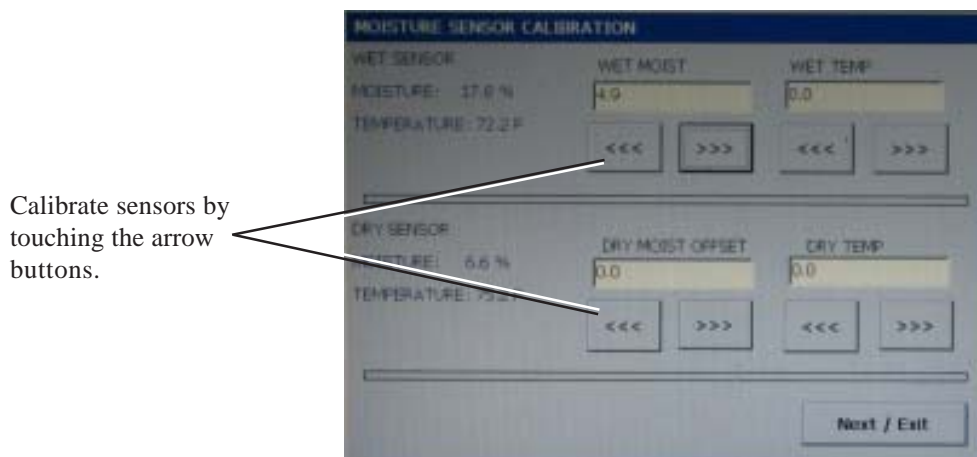 MOISTURE SENSOR CALIBRATION
WET SENSOR
WET MOIST
WET TEMP
MOISTURE: 17.8 %
4.9
0.0
TEMPERATURE: 72.2 F
<<< >>> <<< >>>
Calibrate sensors by
touching the arrow
buttons.
DRY SENSOR
DRY MOIST OFFSET
DRY TEMP
MOISTURE: 6.6 %
0.0
0.0
TEMPERATURE:
<<< >>> <<< >>>
Next / Exit